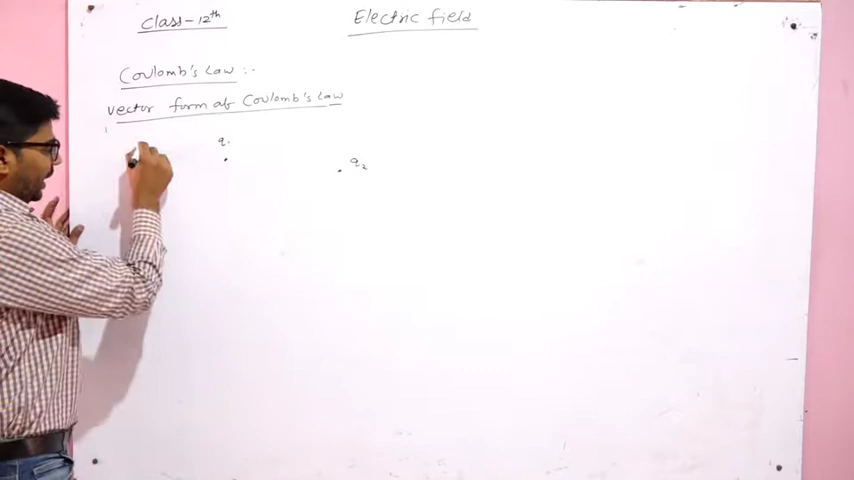 Class-12th
Electric field
Coulomb's Law :-
vector form of Coulomb's Law
q1
q2